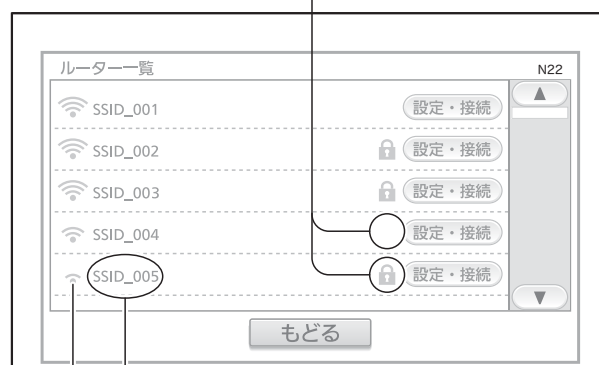 ルーター一覧 N22
SSID_001 設定・接続
SSID_002 設定・接続
SSID_003 設定・接続
SSID_004 設定・接続
SSID_005 設定・接続
もどる